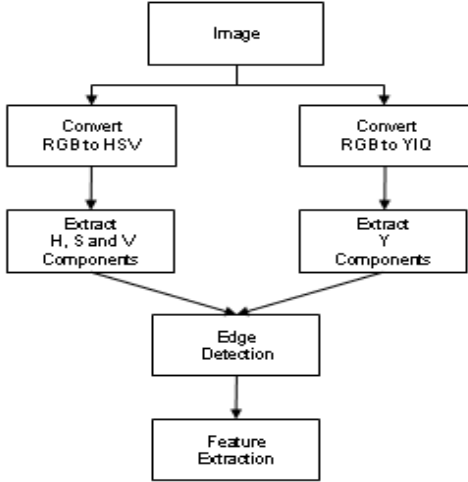 Image
Convert
RGB to HSV
Convert
RGB to YIQ
Extract
H, S and V
Components
Extract
Y
Components
Edge
Detection
Feature
Extraction